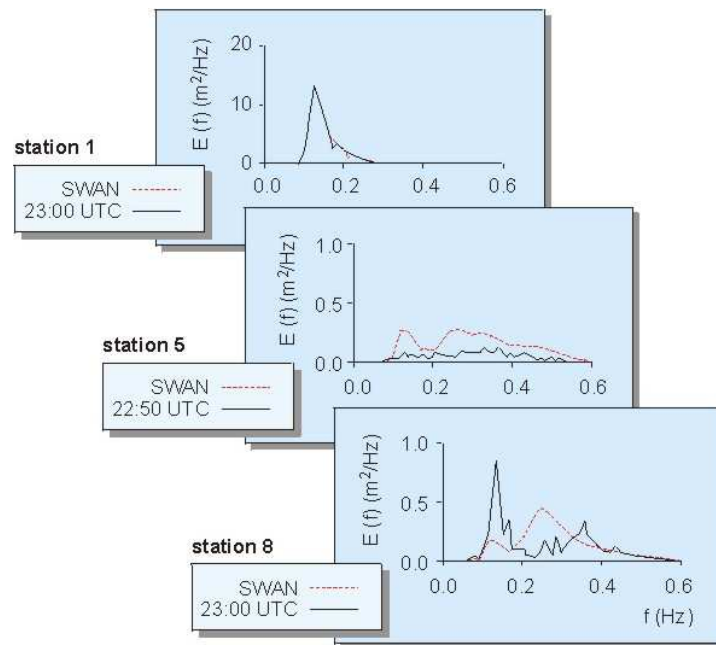 20
10
0
E (f) (m²/Hz)
0.0 0.2 0.4 0.6
station 1
SWAN
23:00 UTC
1.0
0.5
0.0
E (f) (m²/Hz)
0.0 0.2 0.4 0.6
station 5
SWAN
22:50 UTC
1.0
0.5
0.0
E (f) (m²/Hz)
0.0 0.2 0.4 0.6
f (Hz)
station 8
SWAN
23:00 UTC